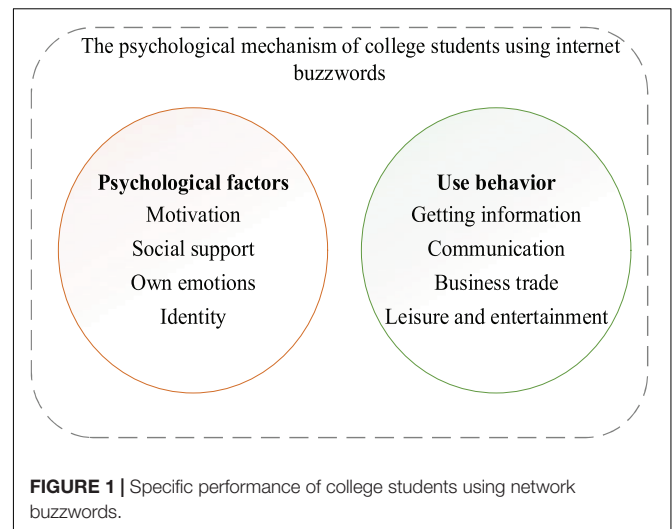 The psychological mechanism of college students using internet
buzzwords
Psychological factors
Motivation
Social support
Own emotions
Identity
Use behavior
Getting information
Communication
Business trade
Leisure and entertainment
FIGURE 1 | Specific performance of college students using network
buzzwords.